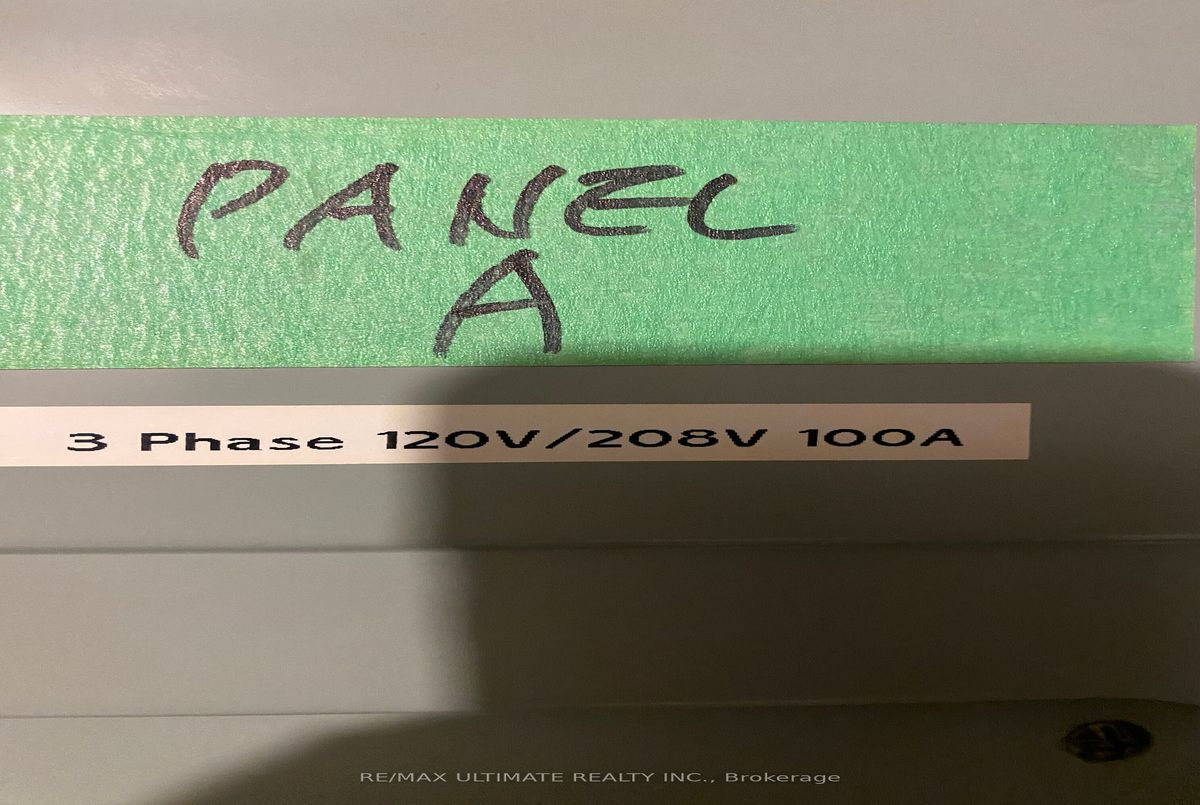 PANEL
A
3 Phase 120V/208V 100A
RE/MAX ULTIMATE REALTY INC., Brokerage